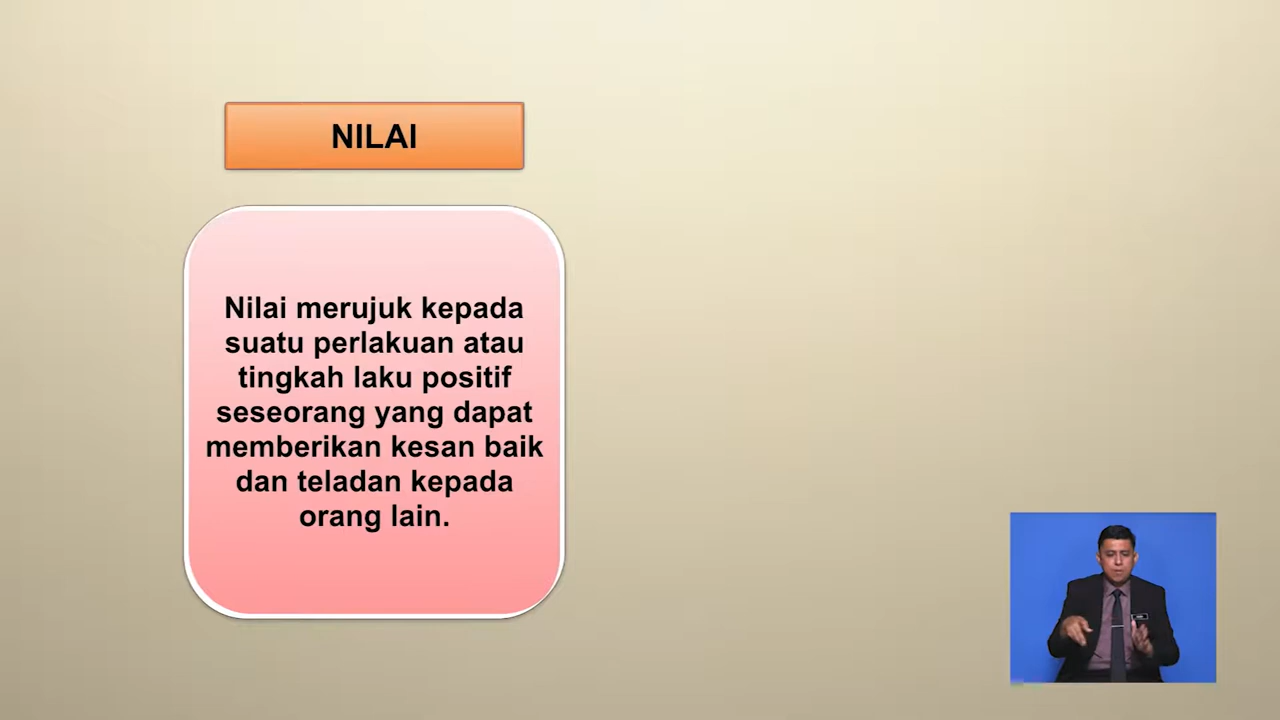 NILAI
Nilai merujuk kepada
suatu perlakuan atau
tingkah laku positif
seseorang yang dapat
memberikan kesan baik
dan teladan kepada
orang lain.